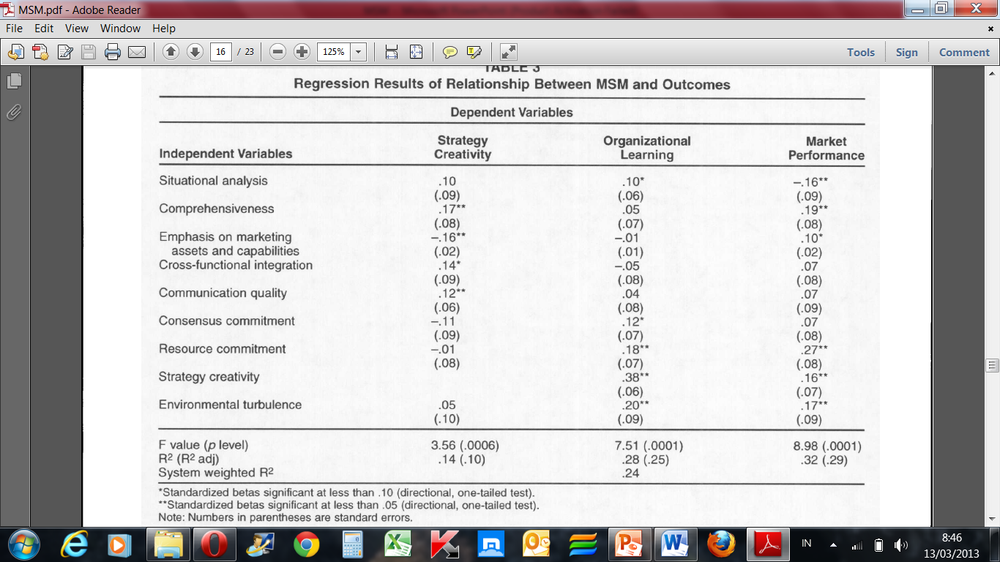 MSM.pdf - Adobe Reader
File Edit View Window Help
16 / 23 125% Tools Sign Comment
TABLE 3
Regression Results of Relationship Between MSM and Outcomes
Dependent Variables
Strategy Organizational Market
Independent Variables Creativity Learning Performance
Situational analysis .10 .10* –.16**
(.09) (.06) (.09)
Comprehensiveness .17** .05 .19**
(.08) (.07) (.08)
Emphasis on marketing –.16** –.01 .10*
assets and capabilities (.02) (.01) (.02)
Cross-functional integration .14* –.05 .07
(.09) (.08) (.08)
Communication quality .12** .04 .07
(.06) (.08) (.09)
Consensus commitment –.11 .12* .07
(.09) (.07) (.08)
Resource commitment –.01 .18** .27**
(.08) (.07) (.08)
Strategy creativity .38** .16**
(.06) (.07)
Environmental turbulence .05 .20** .17**
(.10) (.09) (.09)
F value (p level) 3.56 (.0006) 7.51 (.0001) 8.98 (.0001)
R² (R² adj) .14 (.10) .28 (.25) .32 (.29)
System weighted R² .24
*Standardized betas significant at less than .10 (directional, one-tailed test).
**Standardized betas significant at less than .05 (directional, one-tailed test).
Note: Numbers in parentheses are standard errors.
IN 8:46
13/03/2013